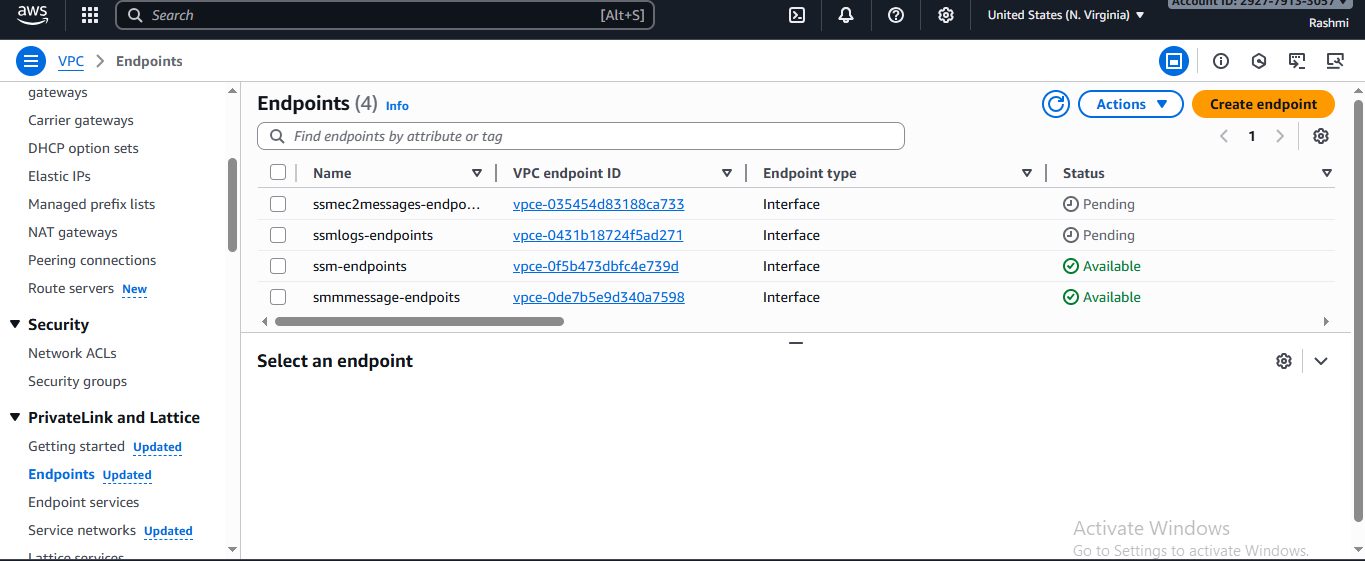 aws
Search [Alt+S] United States (N. Virginia) Account ID: 2927-7913-3057
Rashmi
VPC > Endpoints
gateways
Carrier gateways
DHCP option sets
Elastic IPs
Managed prefix lists
NAT gateways
Peering connections
Route servers New
Security
Network ACLs
Security groups
PrivateLink and Lattice
Getting started Updated
Endpoints Updated
Endpoint services
Service networks Updated
Lattice services
Endpoints (4) Info
Actions Create endpoint
Find endpoints by attribute or tag
1
Name VPC endpoint ID Endpoint type Status
ssmec2messages-endpo... vpce-035454d83188ca733 Interface Pending
ssmlogs-endpoints vpce-0431b18724f5ad271 Interface Pending
ssm-endpoints vpce-0f5b473dbfc4e739d Interface Available
smmmessage-endpoits vpce-0de7b5e9d340a7598 Interface Available
Select an endpoint
Activate Windows
Go to Settings to activate Windows.